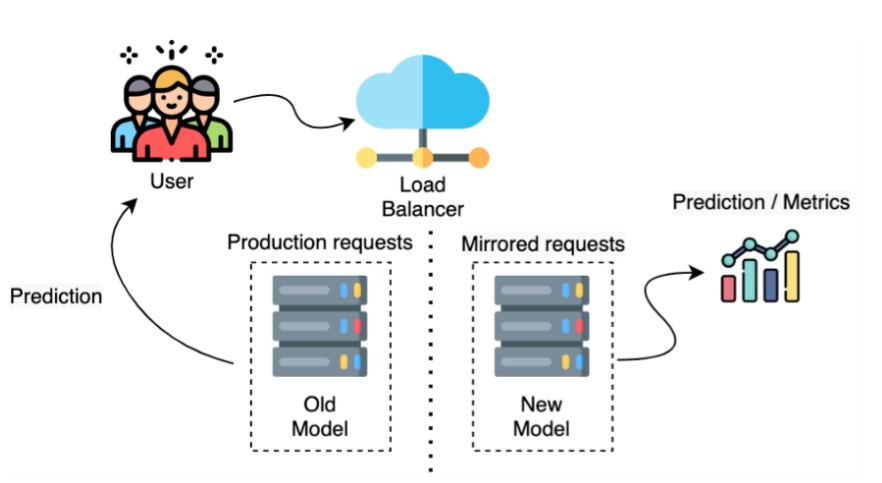 User
Load
Balancer
Prediction / Metrics
Production requests
Mirrored requests
Prediction
Old
Model
New
Model